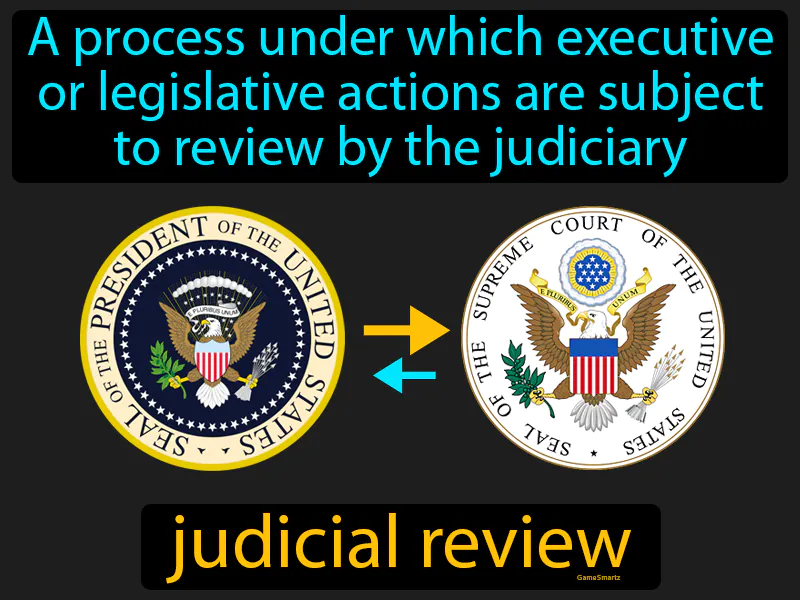 A process under which executive
or legislative actions are subject
to review by the judiciary
SEAL OF THE PRESIDENT OF THE UNITED STATES
E PLURIBUS UNUM
SEAL OF THE SUPREME COURT OF THE UNITED STATES
E PLURIBUS UNUM
judicial review
GameSmartz